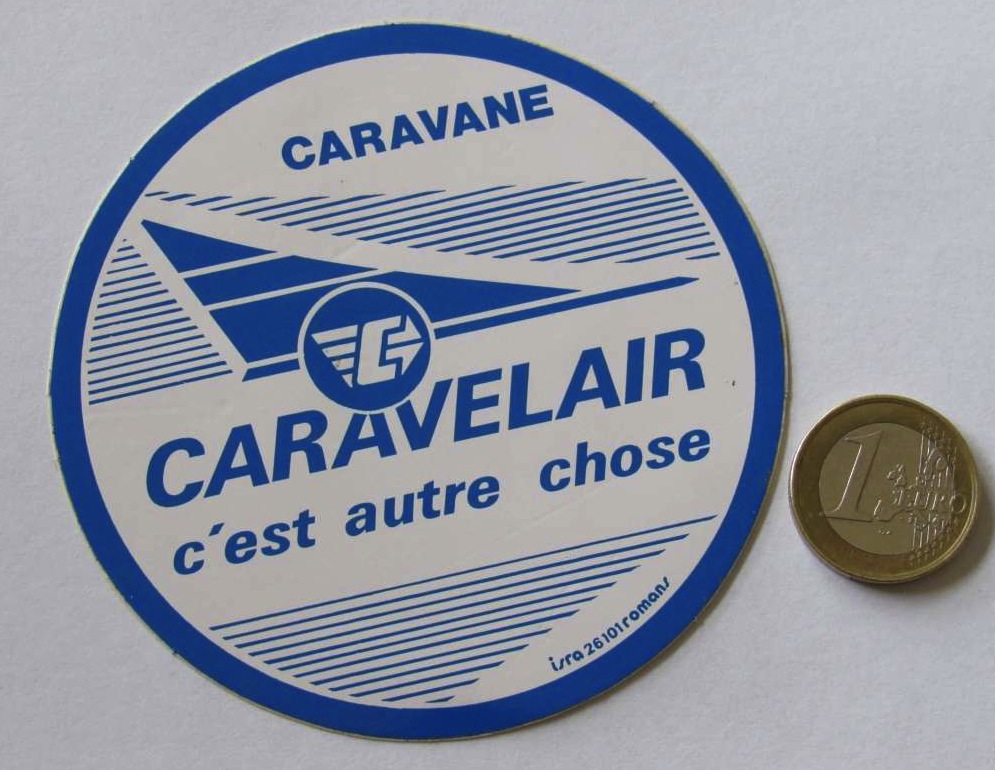 CARAVANE
C
CARAVELAIR
c'est autre chose
isra 26101 romans
1 EURO